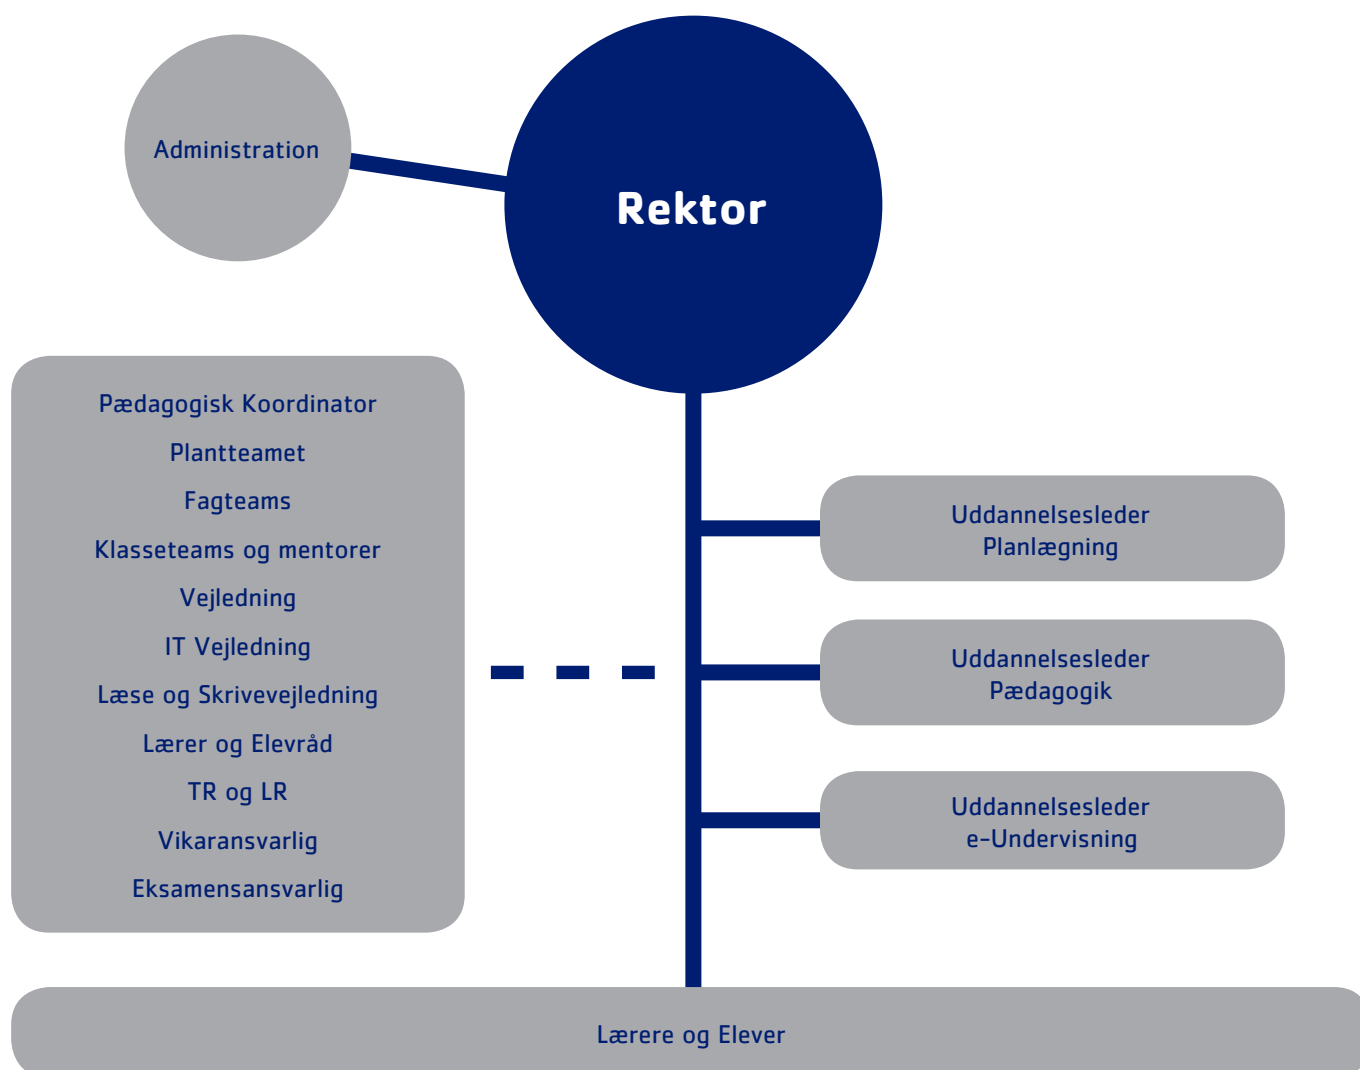 Administration
Rektor
Pædagogisk Koordinator
Plantteamet
Fagteams
Klasseteams og mentorer
Vejledning
IT Vejledning
Læse og Skrivevejledning
Lærer og Elevråd
TR og LR
Vikaransvarlig
Eksamensansvarlig
Uddannelsesleder
Planlægning
Uddannelsesleder
Pædagogik
Uddannelsesleder
e-Undervisning
Lærere og Elever